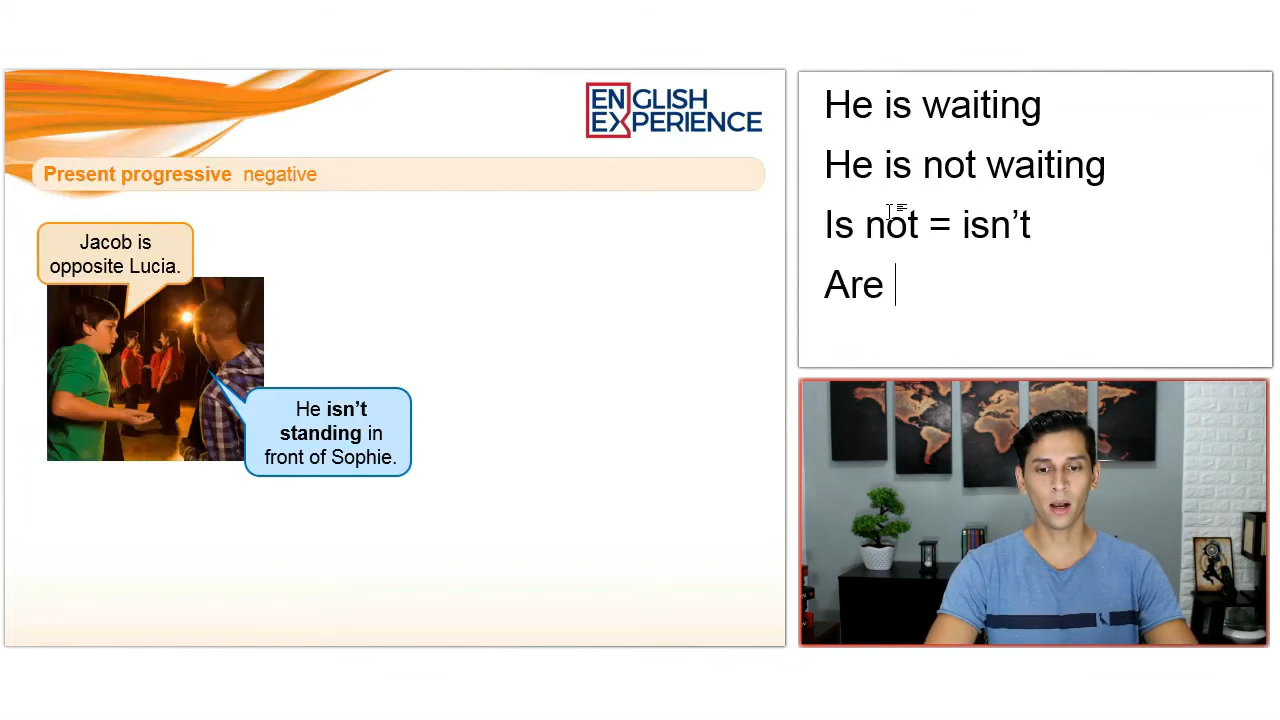 ENGLISH
EXPERIENCE
Present progressive negative
Jacob is
opposite Lucia.
He isn't
standing in
front of Sophie.
He is waiting
He is not waiting
Is not = isn’t
Are